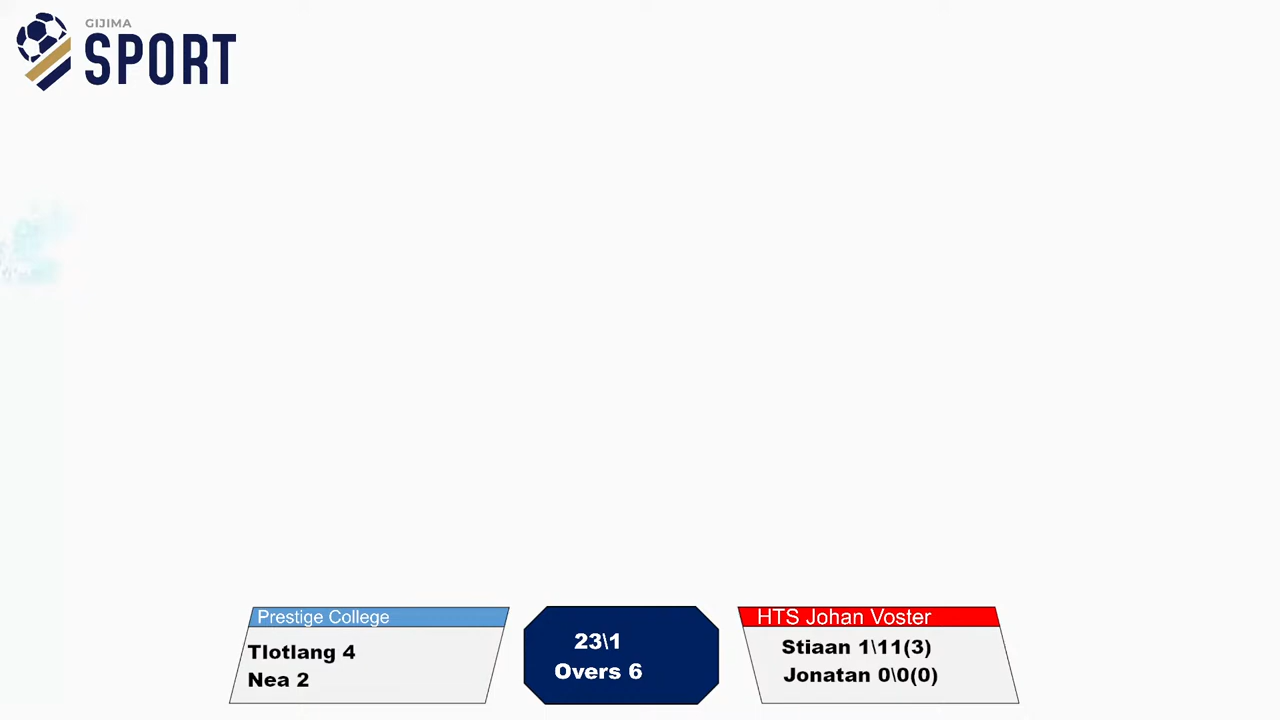 GIJIMA
SPORT
Prestige College
Tlotlang 4
Nea 2
23\1
Overs 6
HTS Johan Voster
Stiaan 1\11(3)
Jonatan 0\0(0)